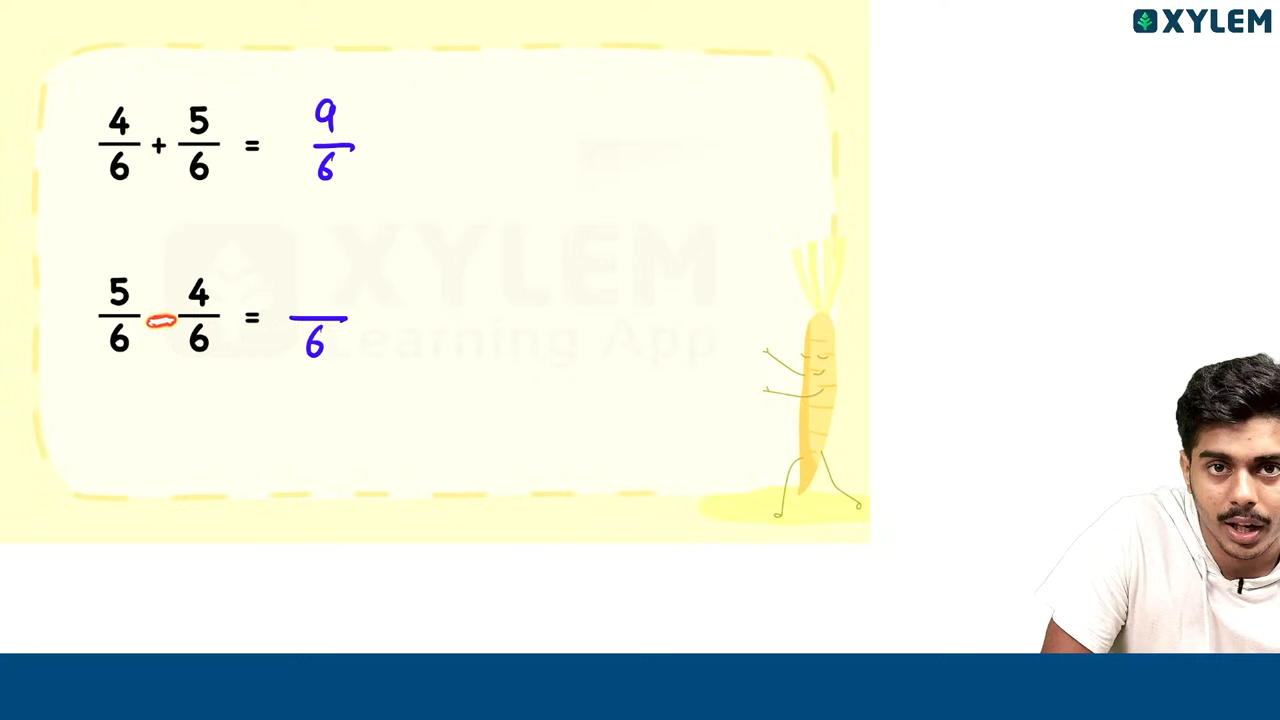 XYLEM
4/6 + 5/6 = 9/6
XYLEM
Learning App
5/6 - 4/6 = /6